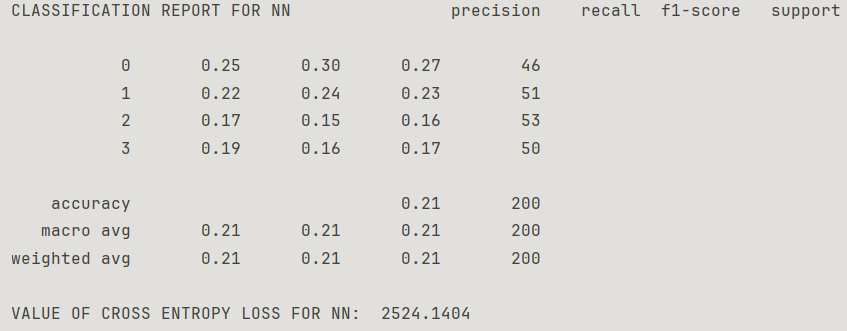 CLASSIFICATION REPORT FOR NN                precision    recall  f1-score   support
           0       0.25      0.30      0.27        46
           1       0.22      0.24      0.23        51
           2       0.17      0.15      0.16        53
           3       0.19      0.16      0.17        50
    accuracy                           0.21       200
   macro avg       0.21      0.21      0.21       200
weighted avg       0.21      0.21      0.21       200
VALUE OF CROSS ENTROPY LOSS FOR NN:  2524.1404